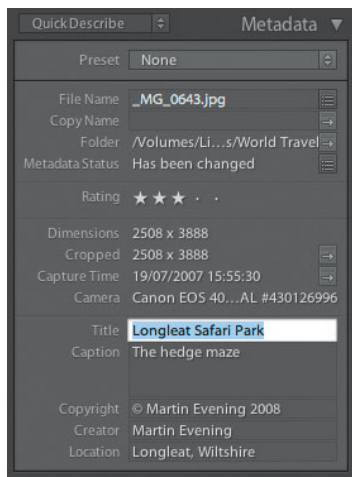 QuickDescribe Metadata
Preset None
File Name _MG_0643.jpg
Copy Name
Folder /Volumes/Li...s/World Travel
Metadata Status Has been changed
Rating ★ ★ ★ · ·
Dimensions 2508 x 3888
Cropped 2508 x 3888
Capture Time 19/07/2007 15:55:30
Camera Canon EOS 40...AL #430126996
Title Longleat Safari Park
Caption The hedge maze
Copyright © Martin Evening 2008
Creator Martin Evening
Location Longleat, Wiltshire